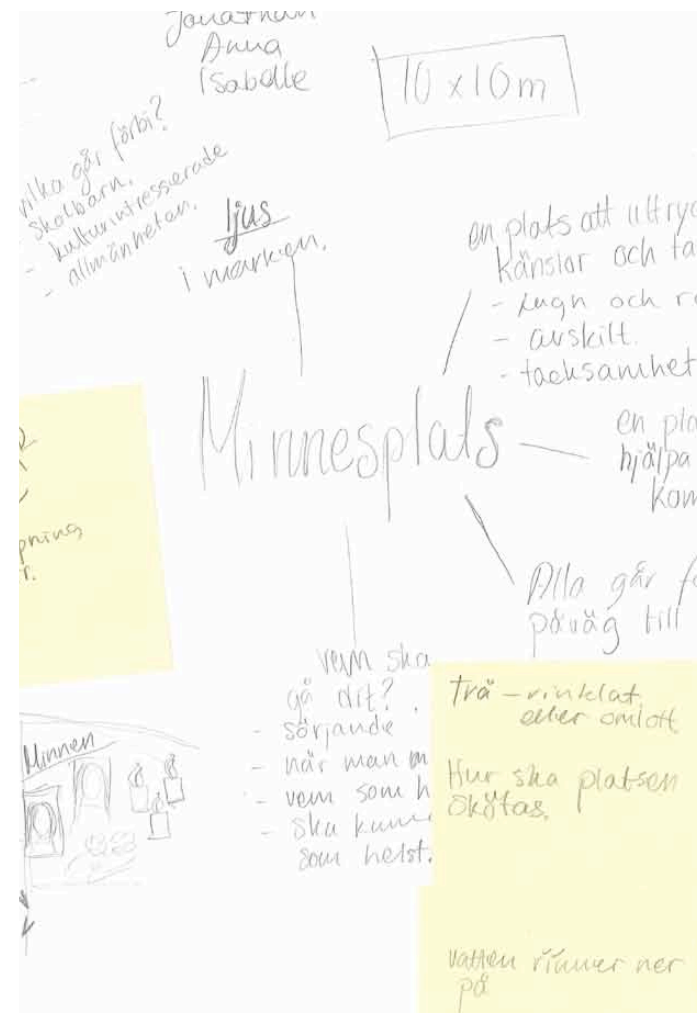 Jonathan
Anna
Isabelle
10 x 10 m
vilka går förbi?
skolbarn.
- kulturintresserade
- allmänheten.
ljus
i marken.
en plats att uttryc
känslor och ta
- lugn och r
- avskilt.
- tacksamhet
Minnesplats
en pla
hjälpa
kom
Alla går f
påväg till
pning
r.
vem ska
gå dit?
- sörjande
- när man m
- vem som h
- ska kunn
som helst.
Minnen
trä – vinklat
eller omlott
Hur ska platsen
skötas.
vatten rinner ner
på